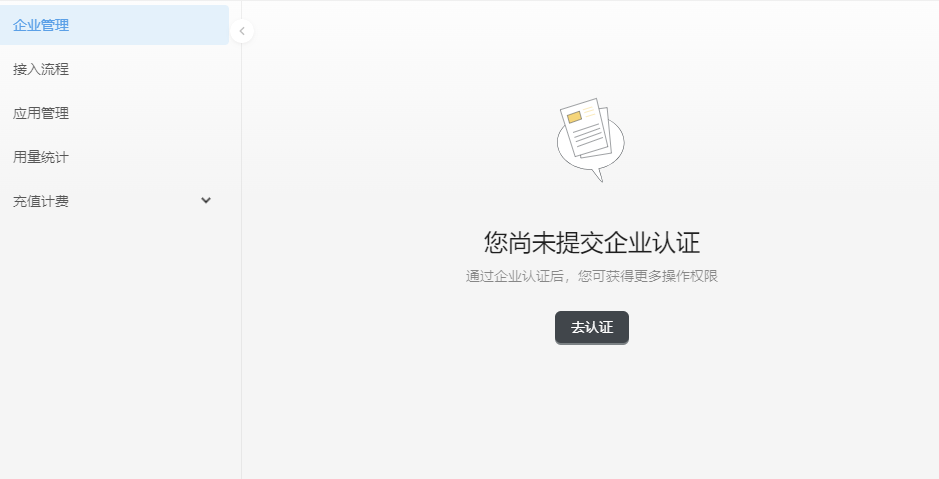 企业管理
接入流程
应用管理
用量统计
充值计费
您尚未提交企业认证
通过企业认证后，您可获得更多操作权限
去认证